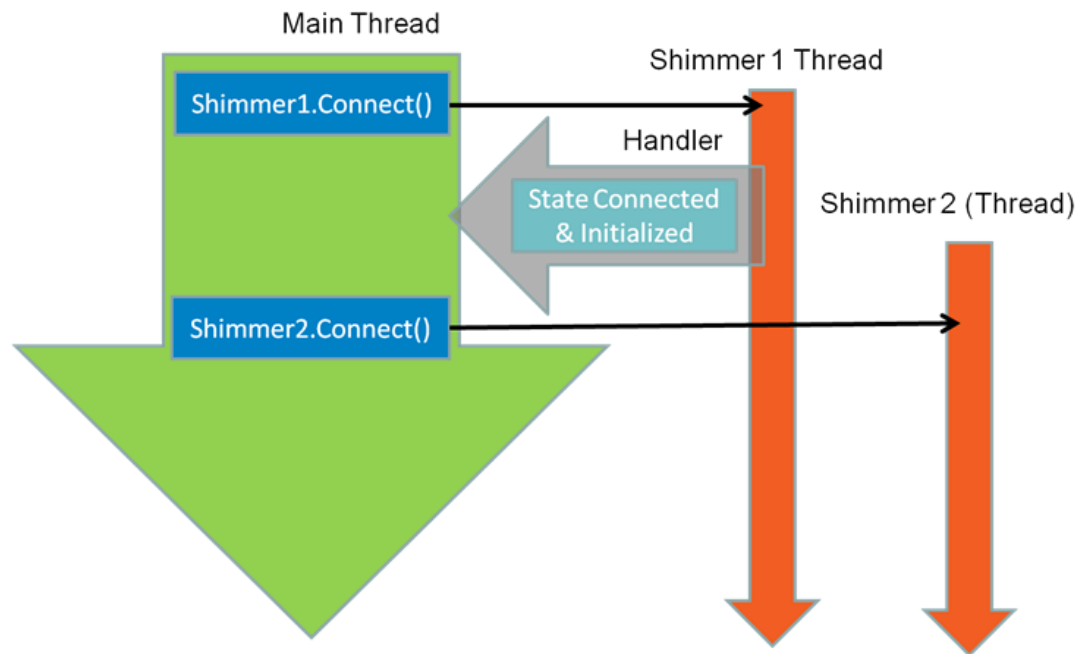 Main Thread
Shimmer 1 Thread
Shimmer1.Connect()
Handler
State Connected
& Initialized
Shimmer 2 (Thread)
Shimmer2.Connect()